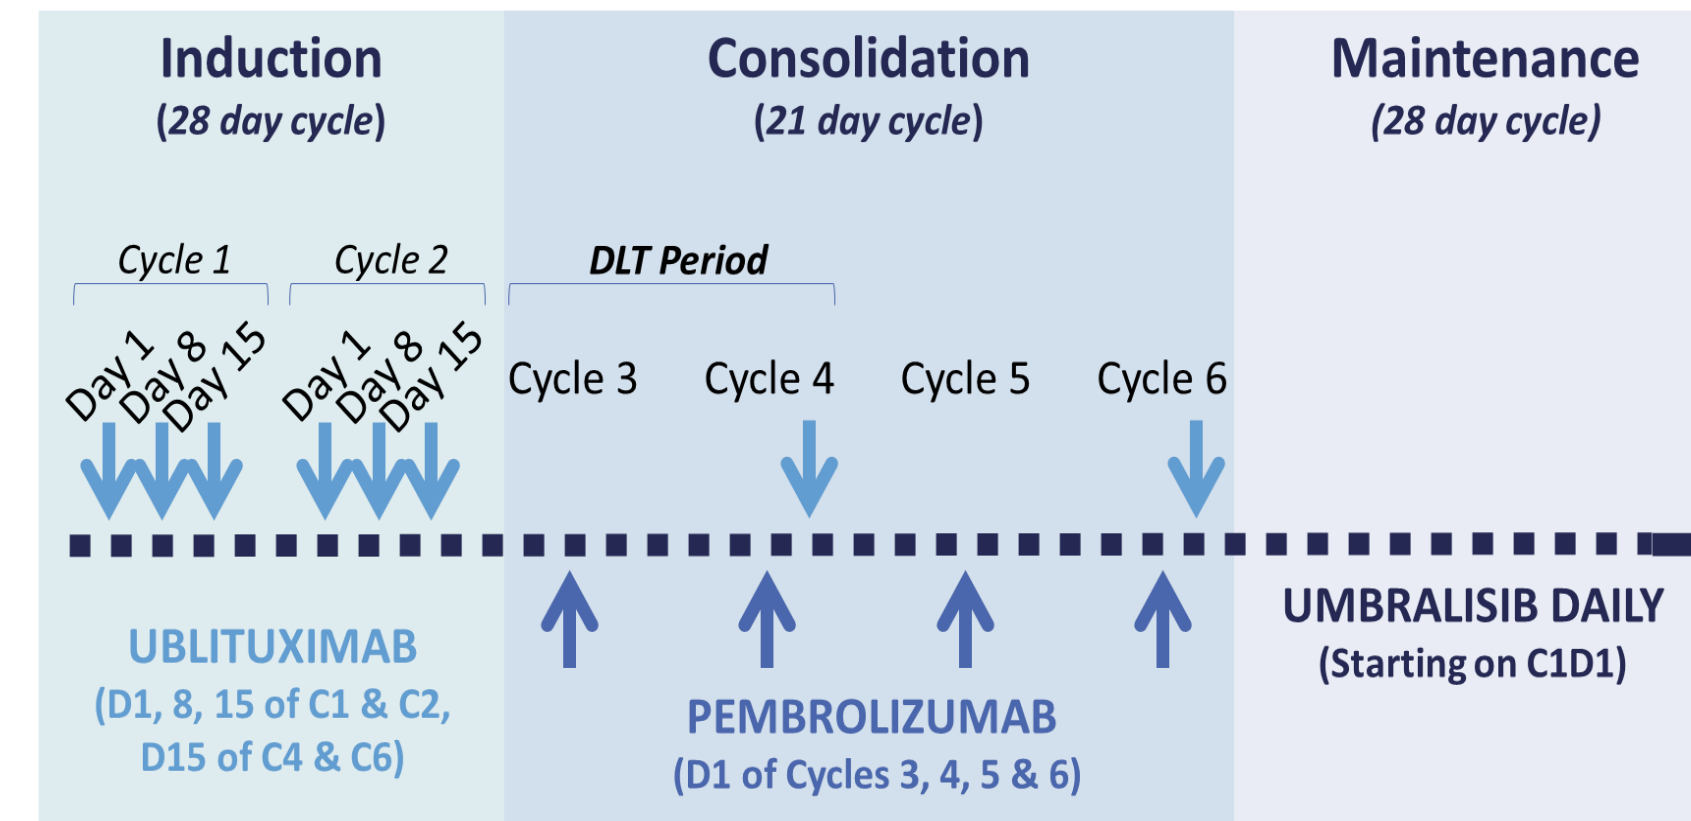 Induction
(28 day cycle)
Consolidation
(21 day cycle)
Maintenance
(28 day cycle)
Cycle 1
Cycle 2
DLT Period
Day 1
Day 8
Day 15
Day 1
Day 8
Day 15
Cycle 3
Cycle 4
Cycle 5
Cycle 6
UBLITUXIMAB
(D1, 8, 15 of C1 & C2,
D15 of C4 & C6)
PEMBROLIZUMAB
(D1 of Cycles 3, 4, 5 & 6)
UMBRALISIB DAILY
(Starting on C1D1)